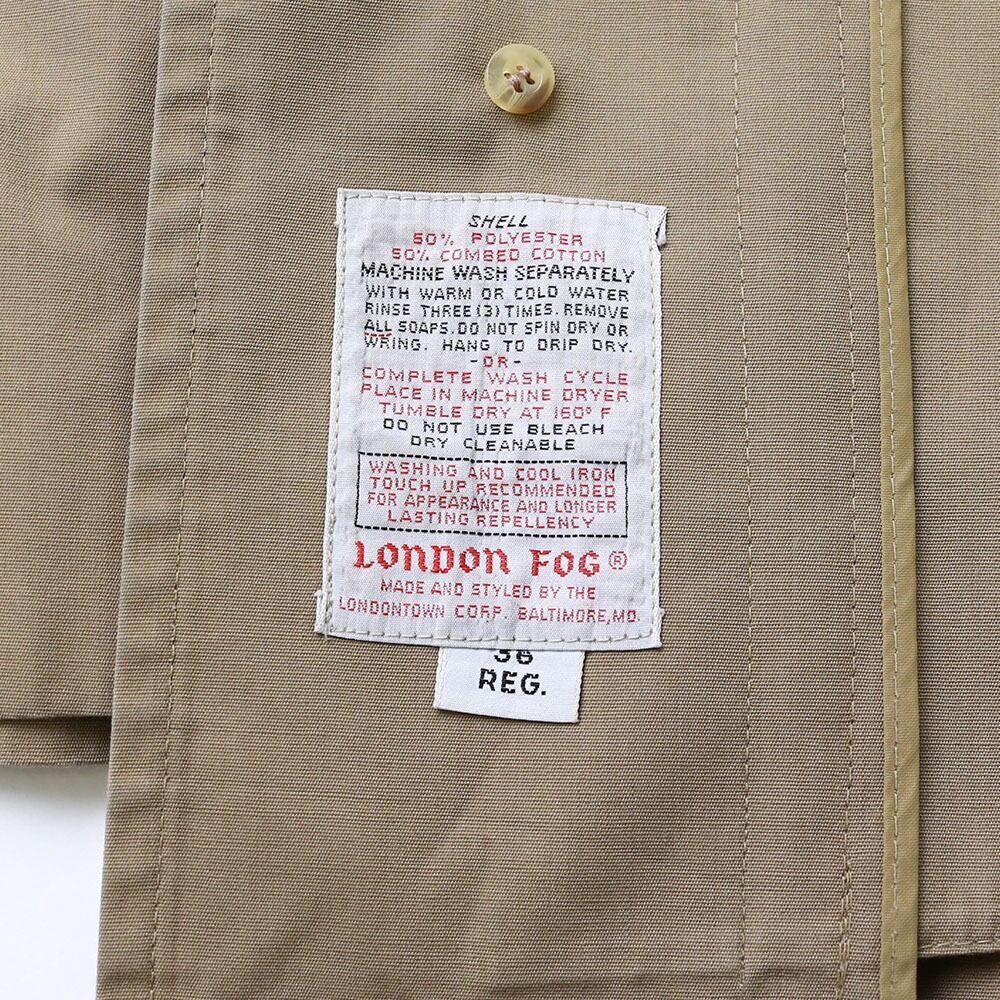 SHELL
50% POLYESTER
50% COMBED COTTON
MACHINE WASH SEPARATELY
WITH WARM OR COLD WATER
RINSE THREE (3) TIMES. REMOVE
ALL SOAPS. DO NOT SPIN DRY OR
WRING. HANG TO DRIP DRY.
-OR-
COMPLETE WASH CYCLE
PLACE IN MACHINE DRYER
TUMBLE DRY AT 160° F
DO NOT USE BLEACH
DRY CLEANABLE
WASHING AND COOL IRON
TOUCH UP RECOMMENDED
FOR APPEARANCE AND LONGER
LASTING REPELLENCY
LONDON FOG®
MADE AND STYLED BY THE
LONDONTOWN CORP. BALTIMORE, MD.
REG.